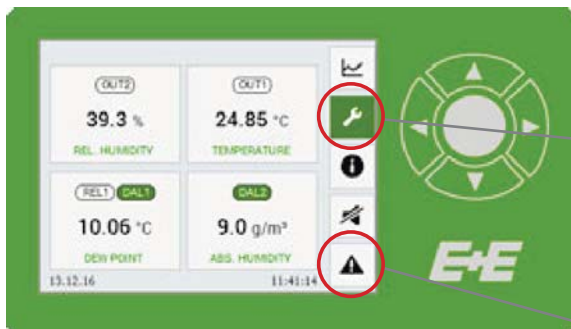 OUT2
39.3 %
REL. HUMIDITY
OUT1
24.85 °C
TEMPERATURE
REL1 DAL1
10.06 °C
DEW POINT
DAL2
9.0 g/m³
ABS. HUMIDITY
13.12.16
11:41:14
E+E